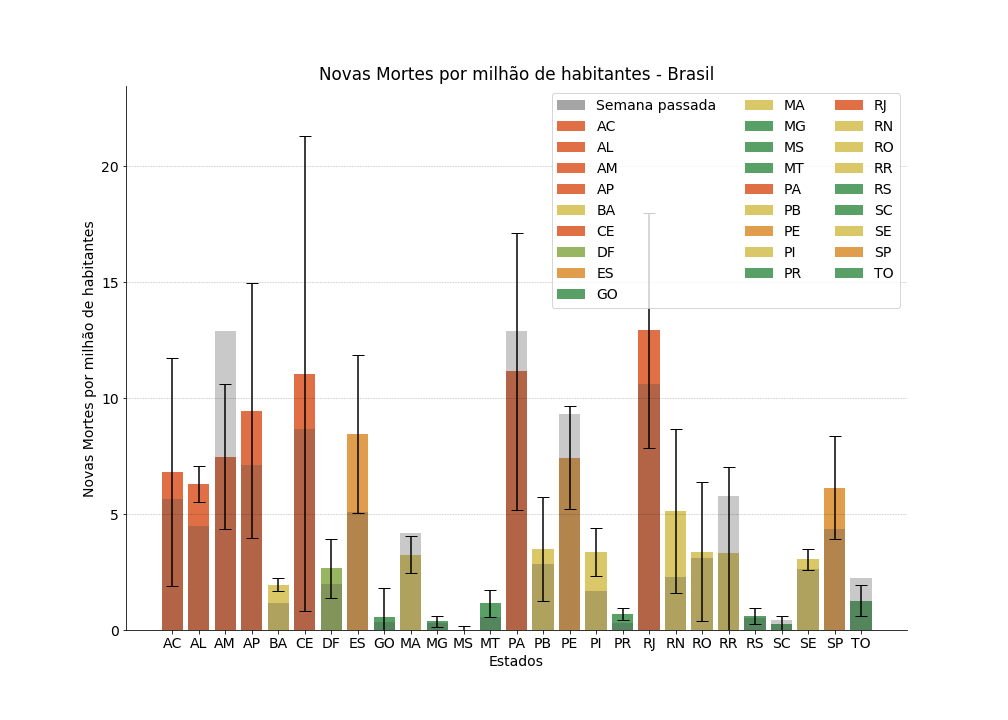 Novas Mortes por milhão de habitantes - Brasil
Novas Mortes por milhão de habitantes
20
15
10
5
0
Semana passada
AC
AL
AM
AP
BA
CE
DF
ES
GO
MA
MG
MS
MT
PA
PB
PE
PI
PR
RJ
RN
RO
RR
RS
SC
SE
SP
TO
AC AL AM AP BA CE DF ES GO MA MG MS MT PA PB PE PI PR RJ RN RO RR RS SC SE SP TO
Estados